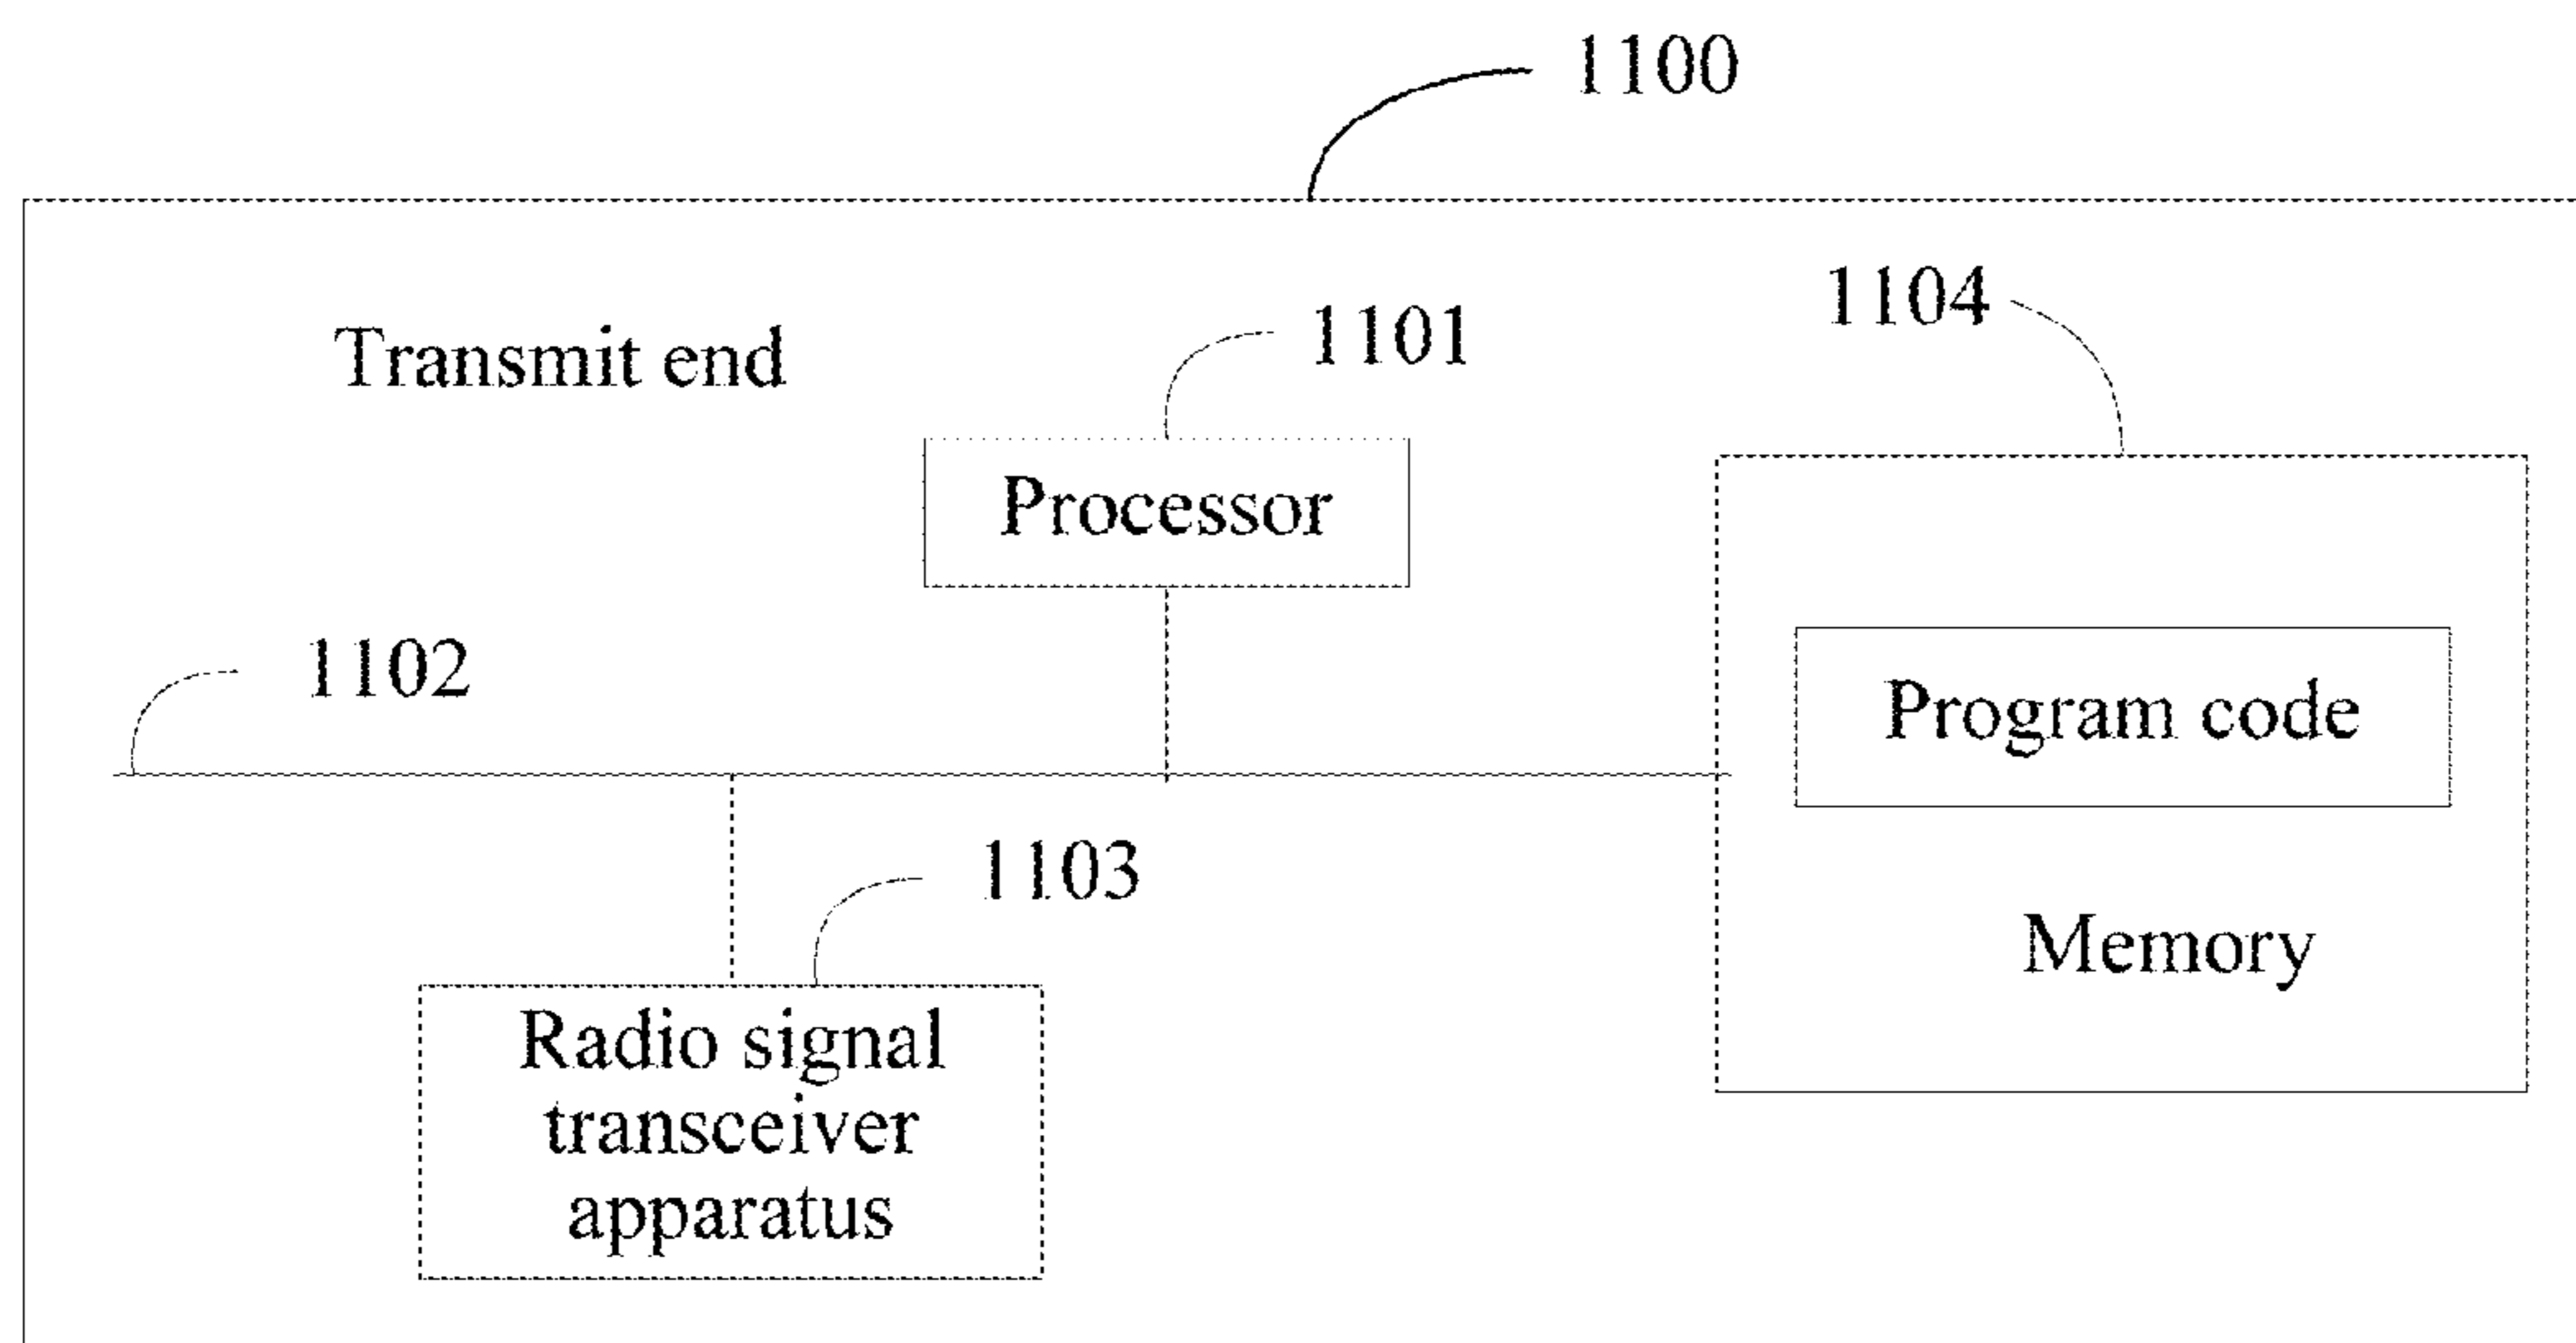 1100
1104
1101
Transmit end
Processor
1102
Program code
1103
Memory
Radio signal
transceiver
apparatus